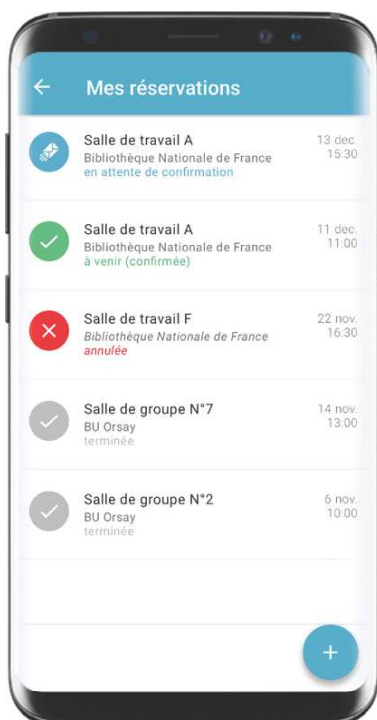 Mes réservations
Salle de travail A
13 dec.
Bibliothèque Nationale de France
15:30
en attente de confirmation
Salle de travail A
11 dec.
Bibliothèque Nationale de France
11:00
à venir (confirmée)
Salle de travail F
22 nov.
Bibliothèque Nationale de France
16:30
annulée
Salle de groupe N°7
14 nov.
BU Orsay
13:00
terminée
Salle de groupe N°2
6 nov.
BU Orsay
10:00
terminée